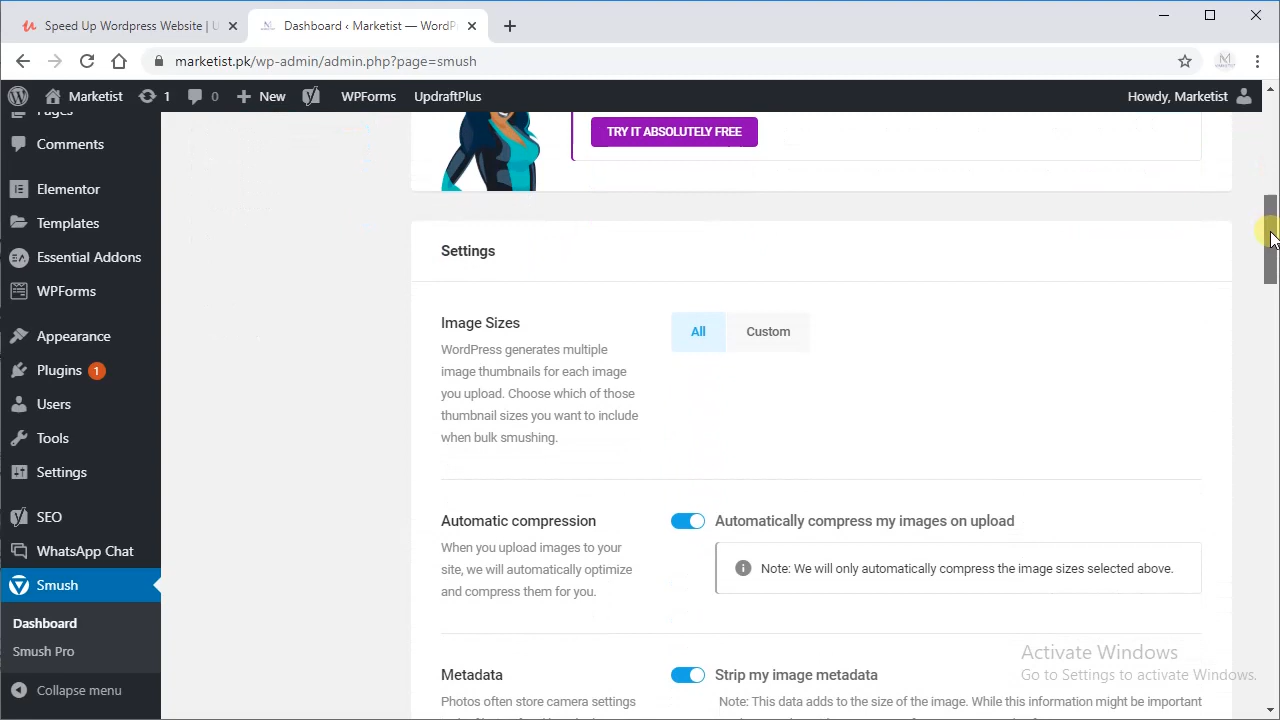 Speed Up Wordpress Website | U
Dashboard ‹ Marketist — WordP
marketist.pk/wp-admin/admin.php?page=smush
Marketist
1
0
New
WPForms
UpdraftPlus
Howdy, Marketist
Pages
Comments
Elementor
Templates
Essential Addons
WPForms
Appearance
Plugins 1
Users
Tools
Settings
SEO
WhatsApp Chat
Smush
Dashboard
Smush Pro
Collapse menu
TRY IT ABSOLUTELY FREE
Settings
Image Sizes
WordPress generates multiple
image thumbnails for each image
you upload. Choose which of those
thumbnail sizes you want to include
when bulk smushing.
All
Custom
Automatic compression
When you upload images to your
site, we will automatically optimize
and compress them for you.
Automatically compress my images on upload
Note: We will only automatically compress the image sizes selected above.
Metadata
Photos often store camera settings
Strip my image metadata
Note: This data adds to the size of the image. While this information might be important
Activate Windows
Go to Settings to activate Windows.